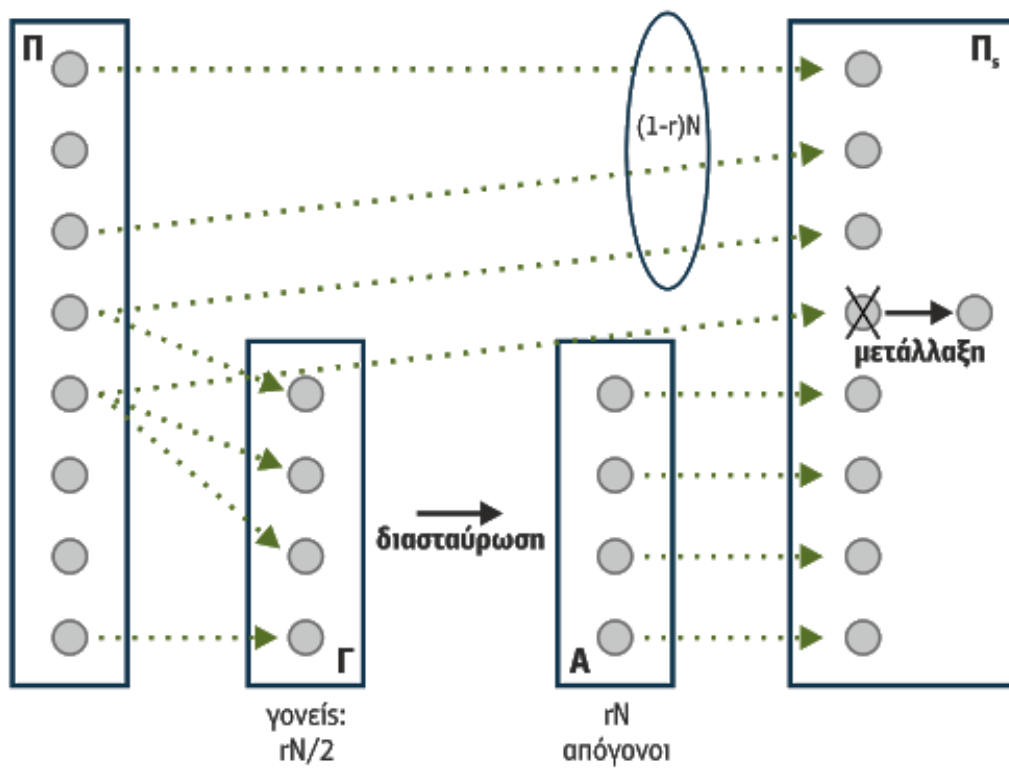 Π
Πₛ
(1-r)N
μετάλλαξη
διασταύρωση
Γ
Α
γονείς:
rN/2
rN
απόγονοι